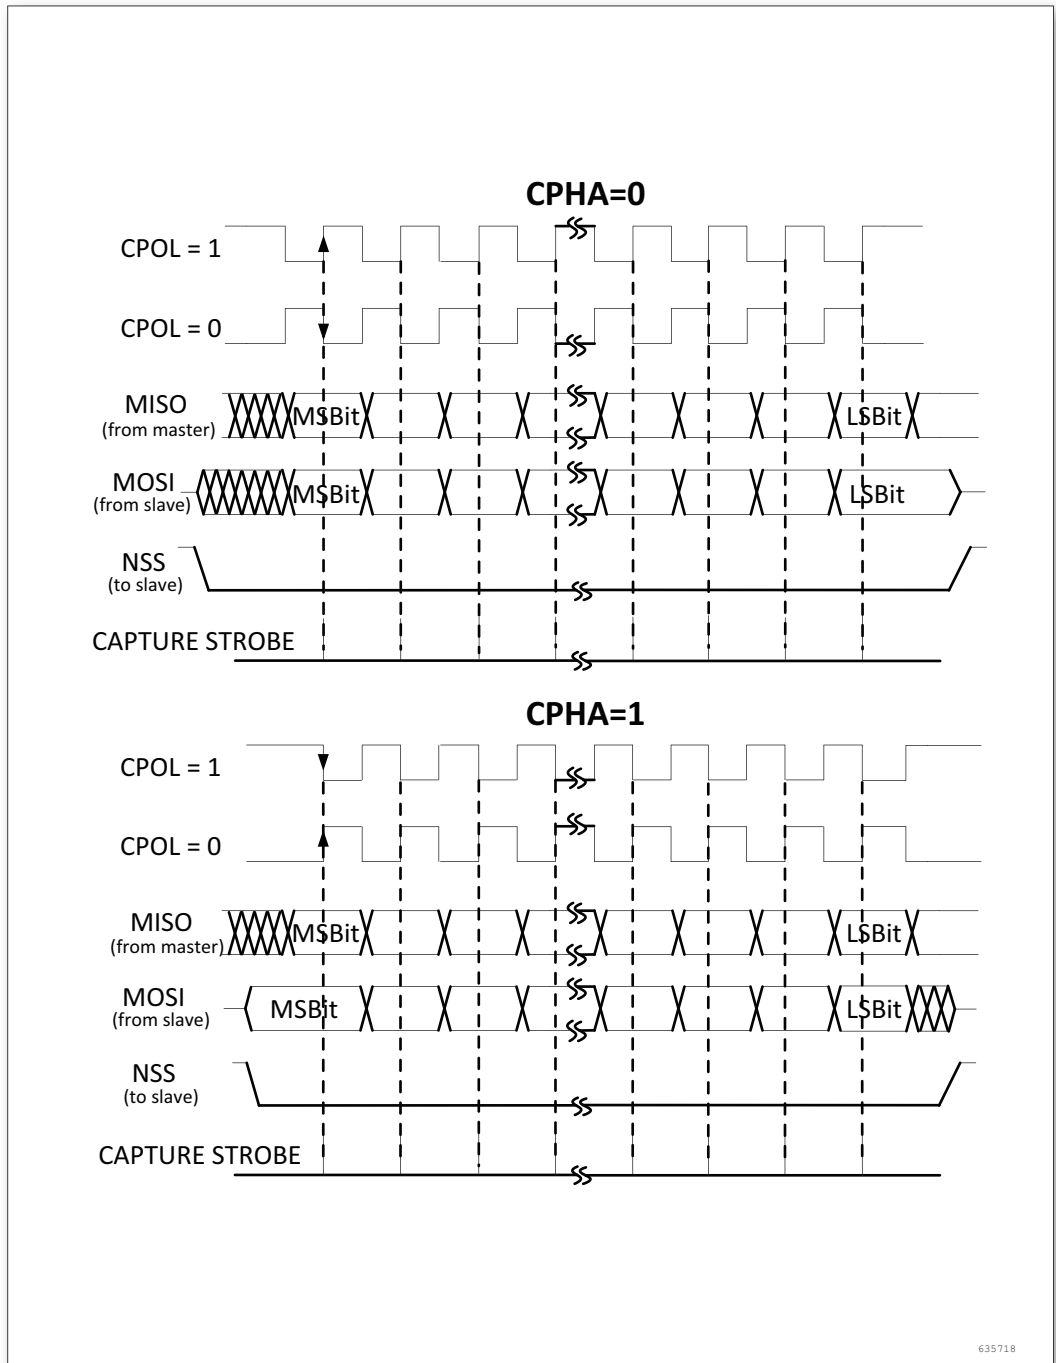 CPHA=0
CPOL = 1
CPOL = 0
MISO
(from master)
MSBit
LSBit
MOSI
(from slave)
MSBit
LSBit
NSS
(to slave)
CAPTURE STROBE
CPHA=1
CPOL = 1
CPOL = 0
MISO
(from master)
MSBit
LSBit
MOSI
(from slave)
MSBit
LSBit
NSS
(to slave)
CAPTURE STROBE
635718